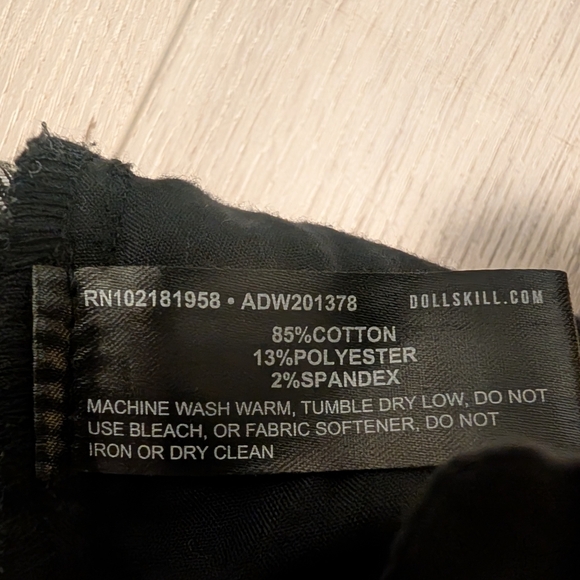 RN102181958 • ADW201378 DOLLSKILL.COM
85%COTTON
13%POLYESTER
2%SPANDEX
MACHINE WASH WARM, TUMBLE DRY LOW, DO NOT
USE BLEACH, OR FABRIC SOFTENER, DO NOT
IRON OR DRY CLEAN